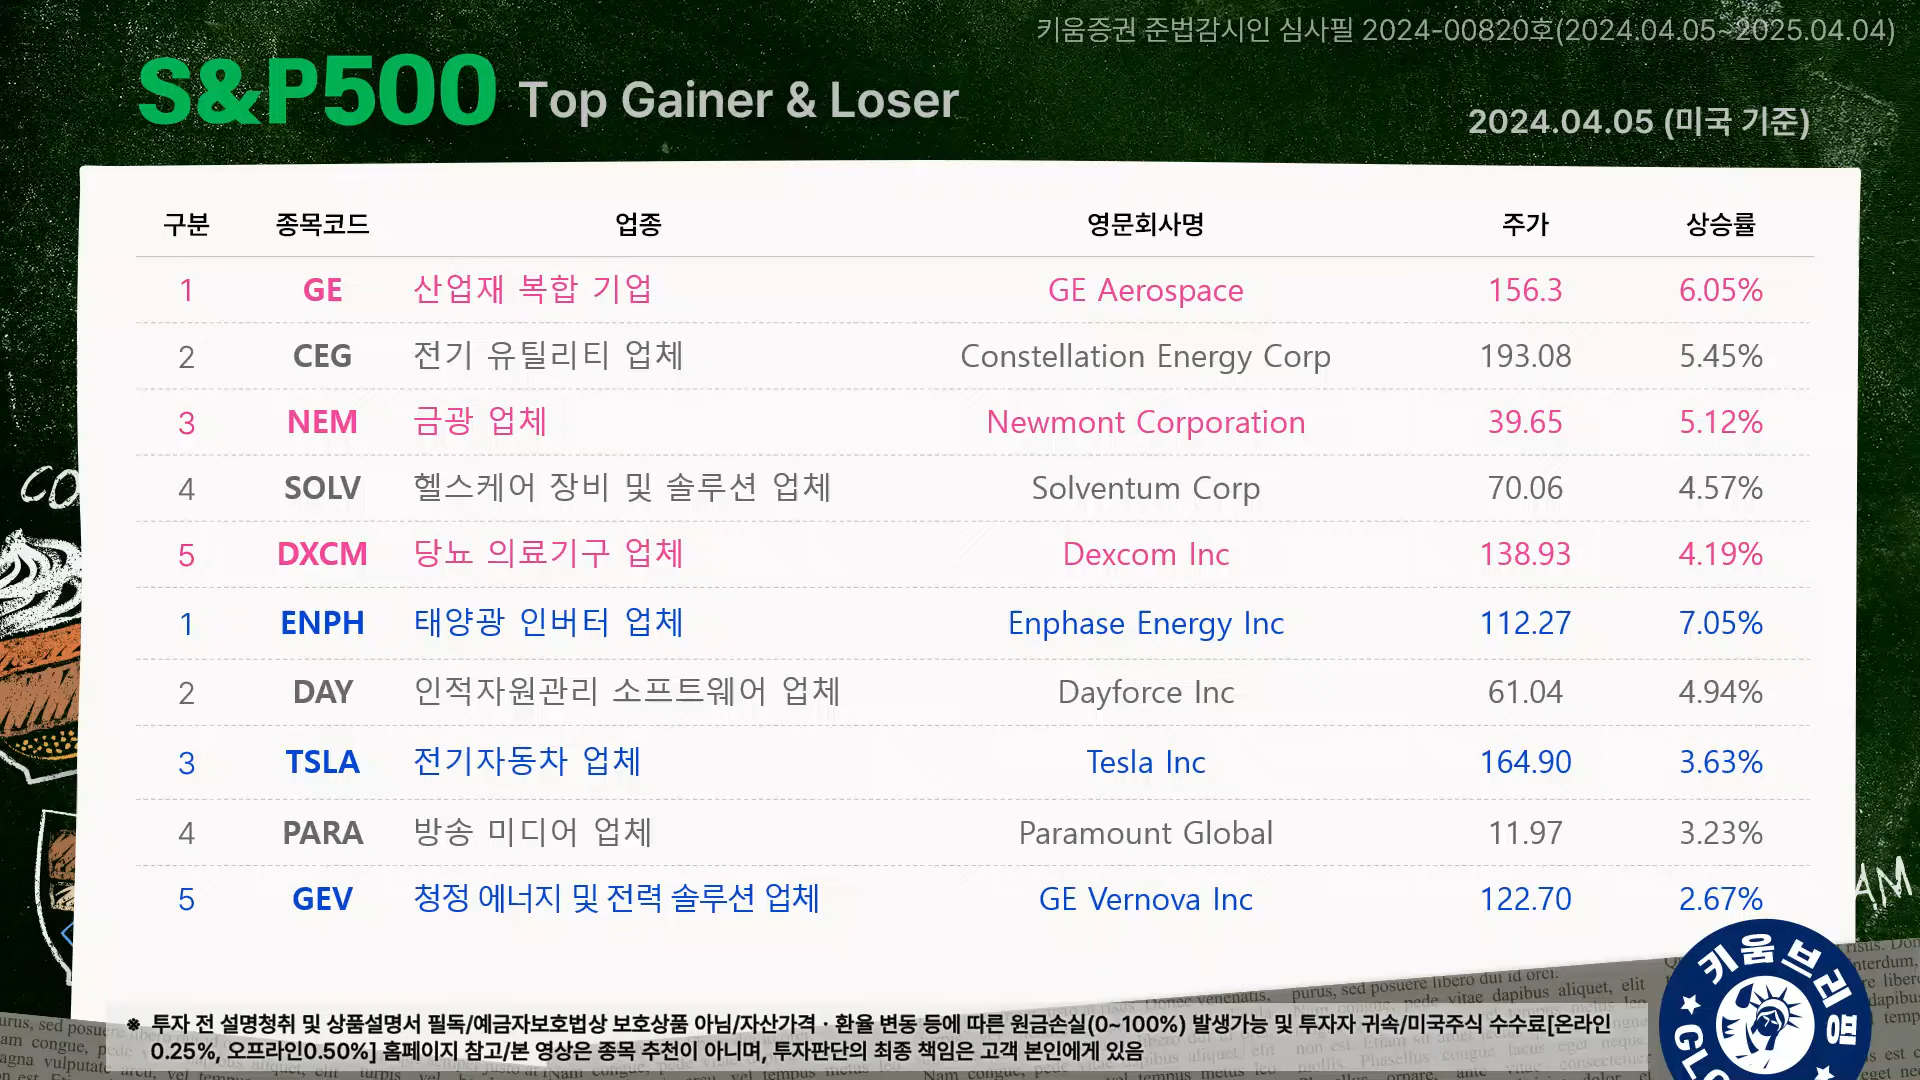 키움증권 준법감시인 심사필 2024-00820호(2024.04.05~2025.04.04)
S&P500 Top Gainer & Loser
2024.04.05 (미국 기준)
구분 종목코드 업종 영문회사명 주가 상승률
1 GE 산업재 복합 기업 GE Aerospace 156.3 6.05%
2 CEG 전기 유틸리티 업체 Constellation Energy Corp 193.08 5.45%
3 NEM 금광 업체 Newmont Corporation 39.65 5.12%
4 SOLV 헬스케어 장비 및 솔루션 업체 Solventum Corp 70.06 4.57%
5 DXCM 당뇨 의료기구 업체 Dexcom Inc 138.93 4.19%
1 ENPH 태양광 인버터 업체 Enphase Energy Inc 112.27 7.05%
2 DAY 인적자원관리 소프트웨어 업체 Dayforce Inc 61.04 4.94%
3 TSLA 전기자동차 업체 Tesla Inc 164.90 3.63%
4 PARA 방송 미디어 업체 Paramount Global 11.97 3.23%
5 GEV 청정 에너지 및 전력 솔루션 업체 GE Vernova Inc 122.70 2.67%
키움브리핑
※ 투자 전 설명청취 및 상품설명서 필독/예금자보호법상 보호상품 아님/자산가격 · 환율 변동 등에 따른 원금손실(0~100%) 발생가능 및 투자자 귀속/미국주식 수수료[온라인
0.25%, 오프라인0.50%] 홈페이지 참고/본 영상은 종목 추천이 아니며, 투자판단의 최종 책임은 고객 본인에게 있음